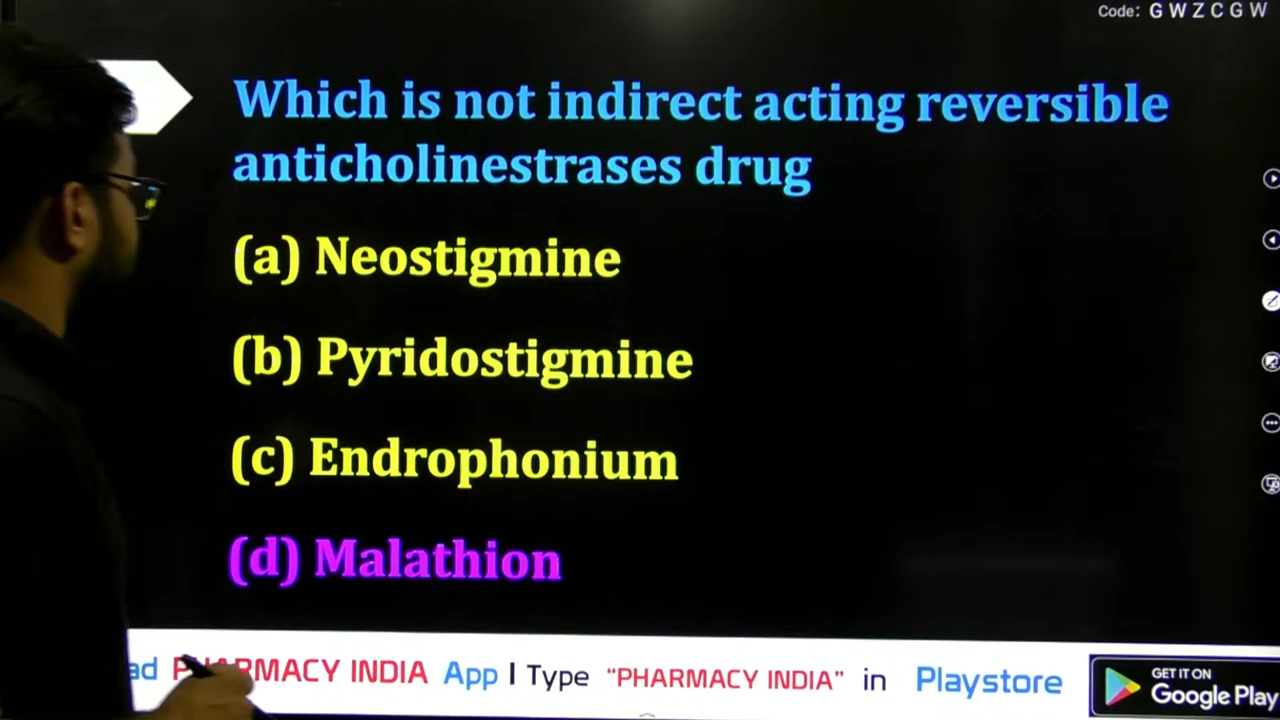 Code: G W Z C G W
Which is not indirect acting reversible
anticholinestrases drug
(a) Neostigmine
(b) Pyridostigmine
(c) Endrophonium
(d) Malathion
PHARMACY INDIA App | Type “PHARMACY INDIA” in Playstore
GET IT ON
Google Play